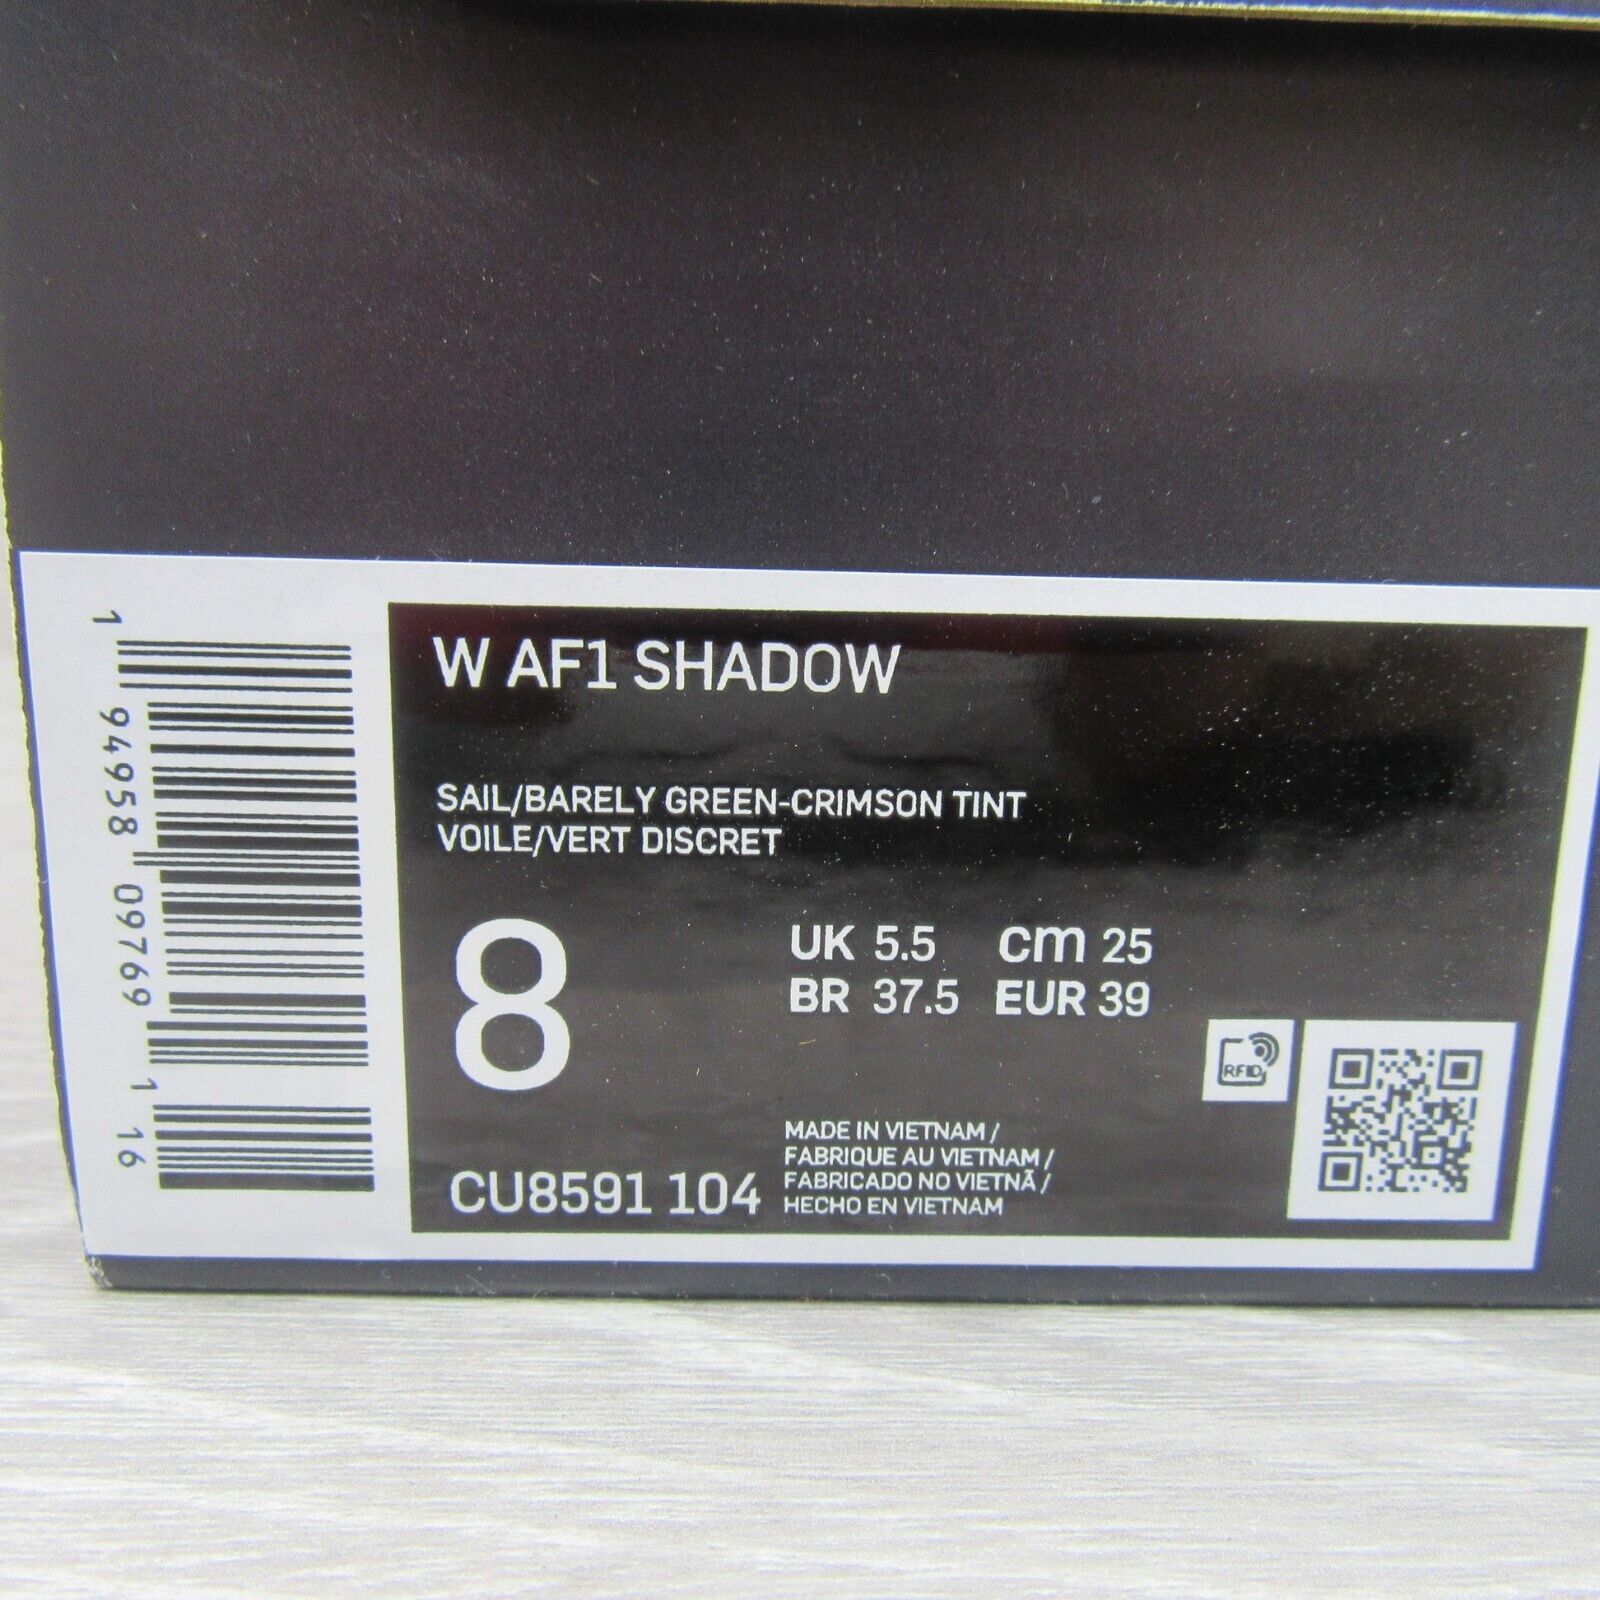 W AF1 SHADOW
SAIL/BARELY GREEN-CRIMSON TINT
VOILE/VERT DISCRET
8
UK 5.5 cm 25
BR 37.5 EUR 39
RFID
CU8591 104
MADE IN VIETNAM /
FABRIQUE AU VIETNAM /
FABRICADO NO VIETNÃ /
HECHO EN VIETNAM
1 94958 09769 1 16